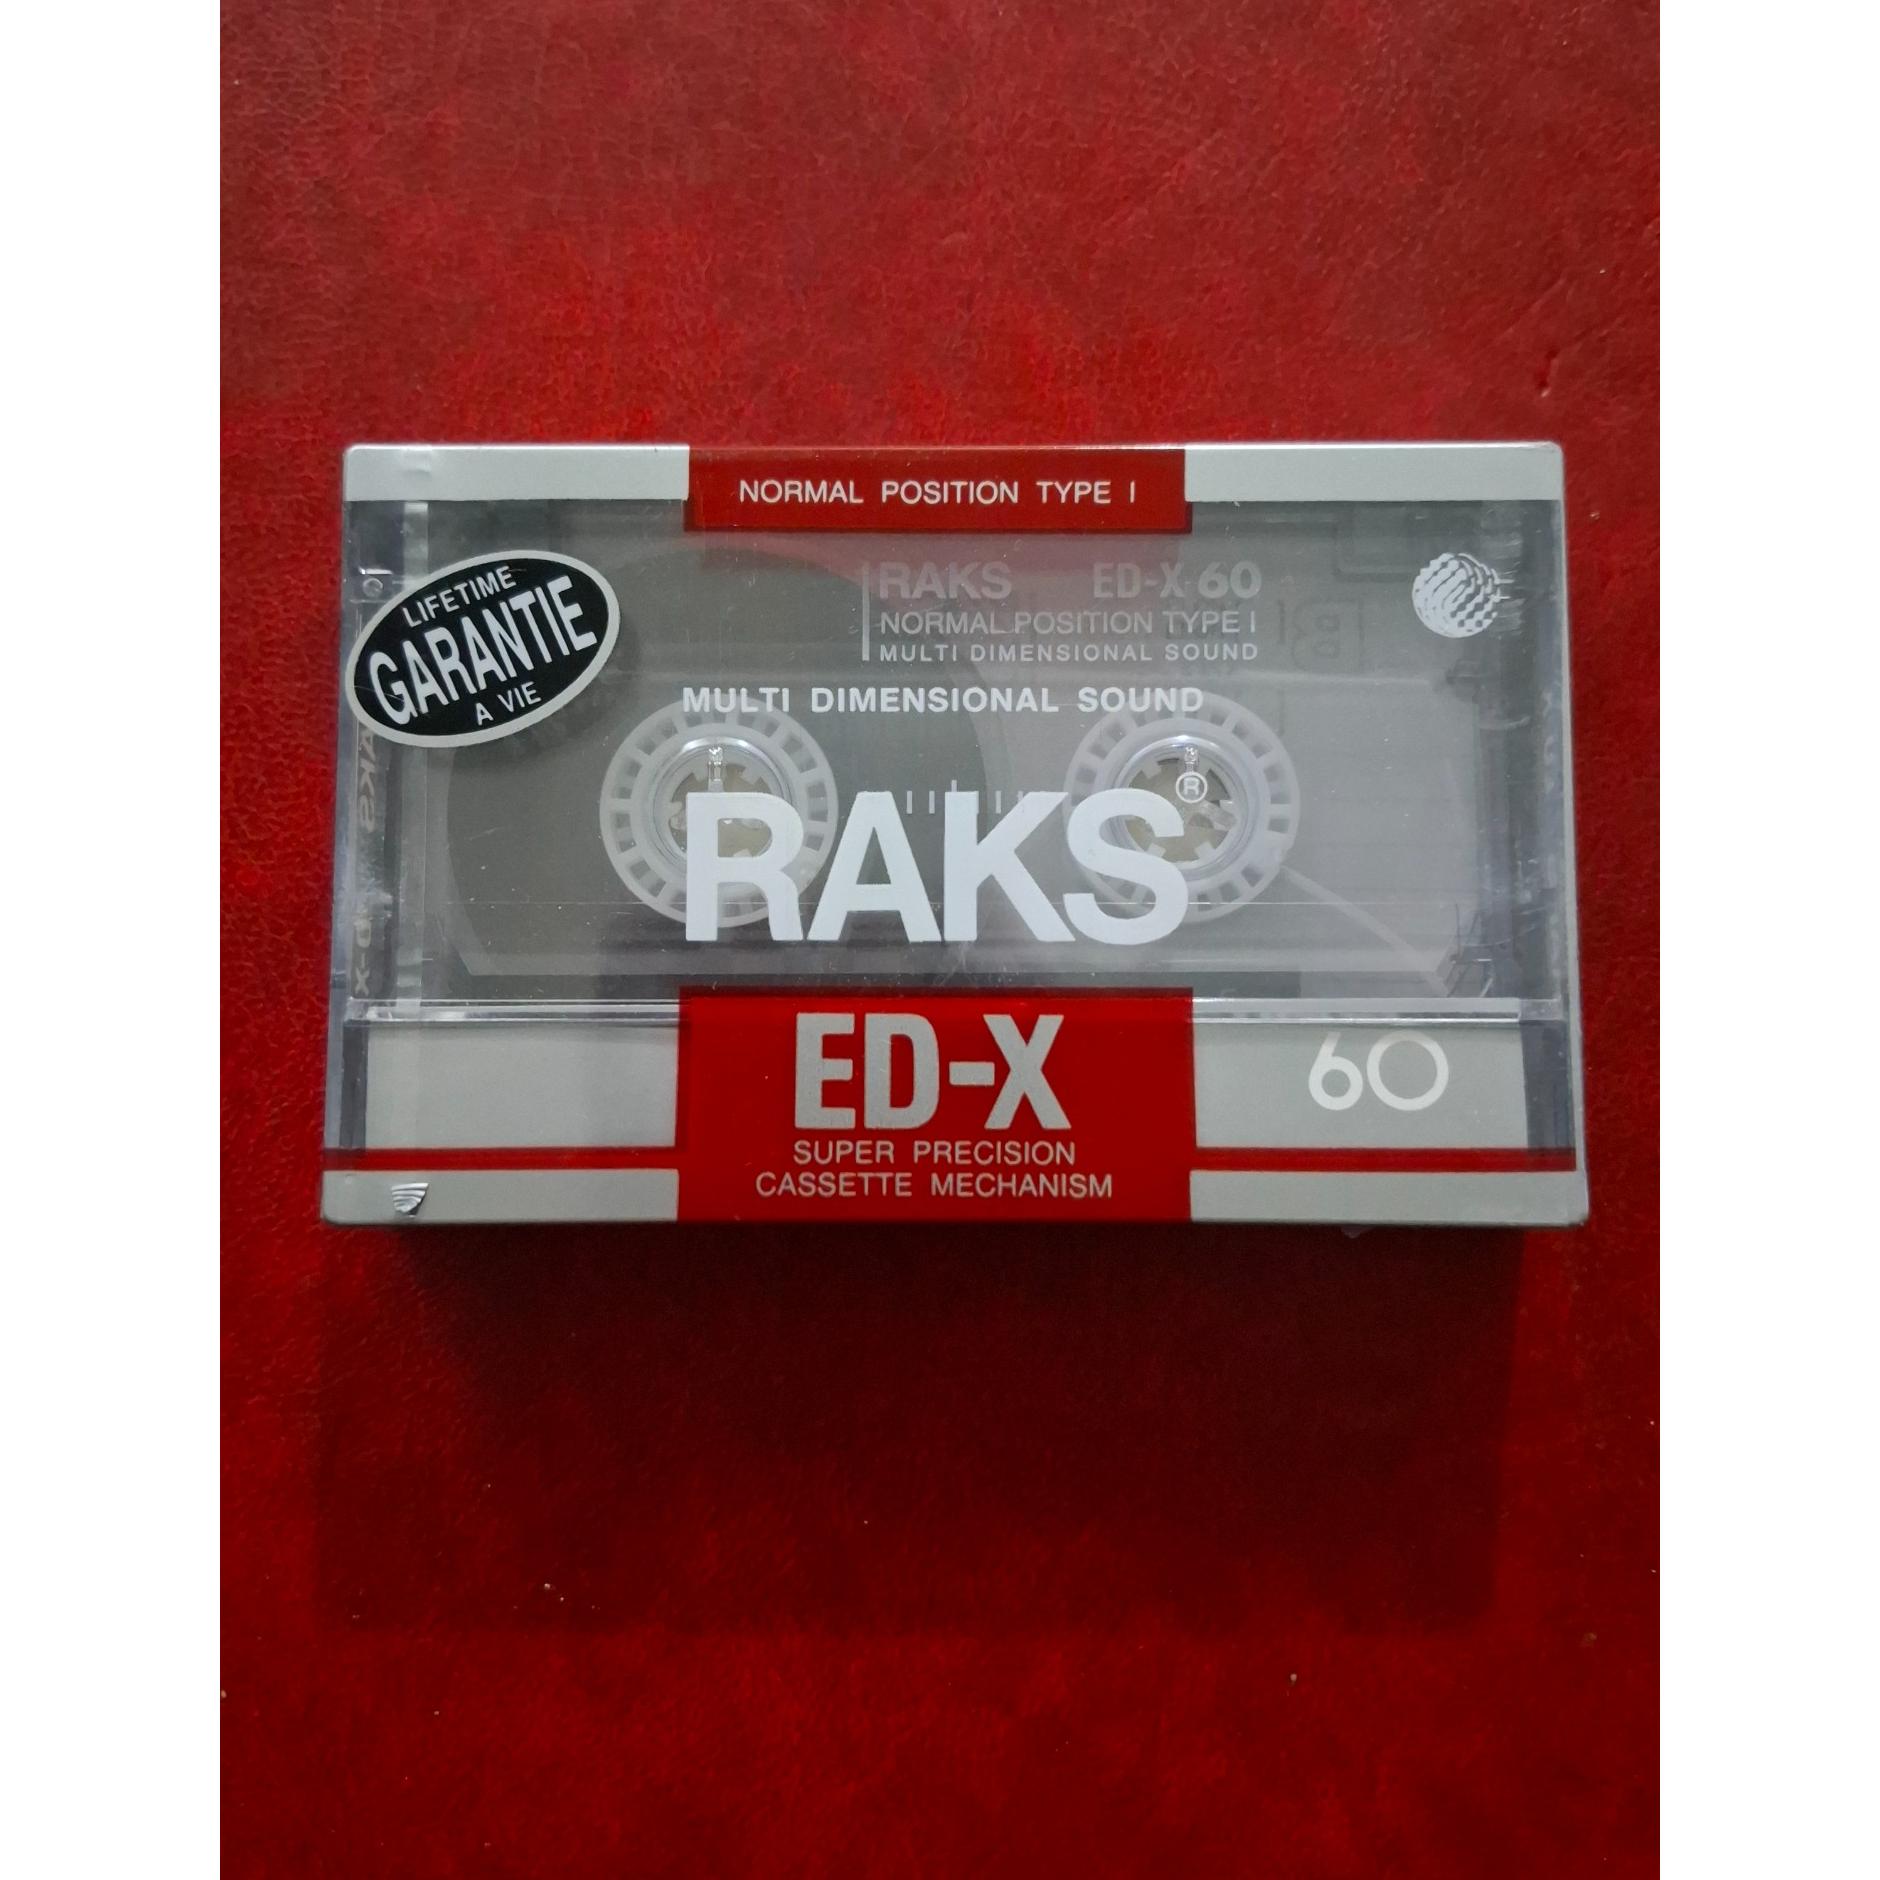 NORMAL POSITION TYPE I
LIFETIME
GARANTIE
A VIE
RAKS ED-X 60
NORMAL POSITION TYPE I
MULTI DIMENSIONAL SOUND
MULTI DIMENSIONAL SOUND
RAKS®
ED-X
60
SUPER PRECISION
CASSETTE MECHANISM